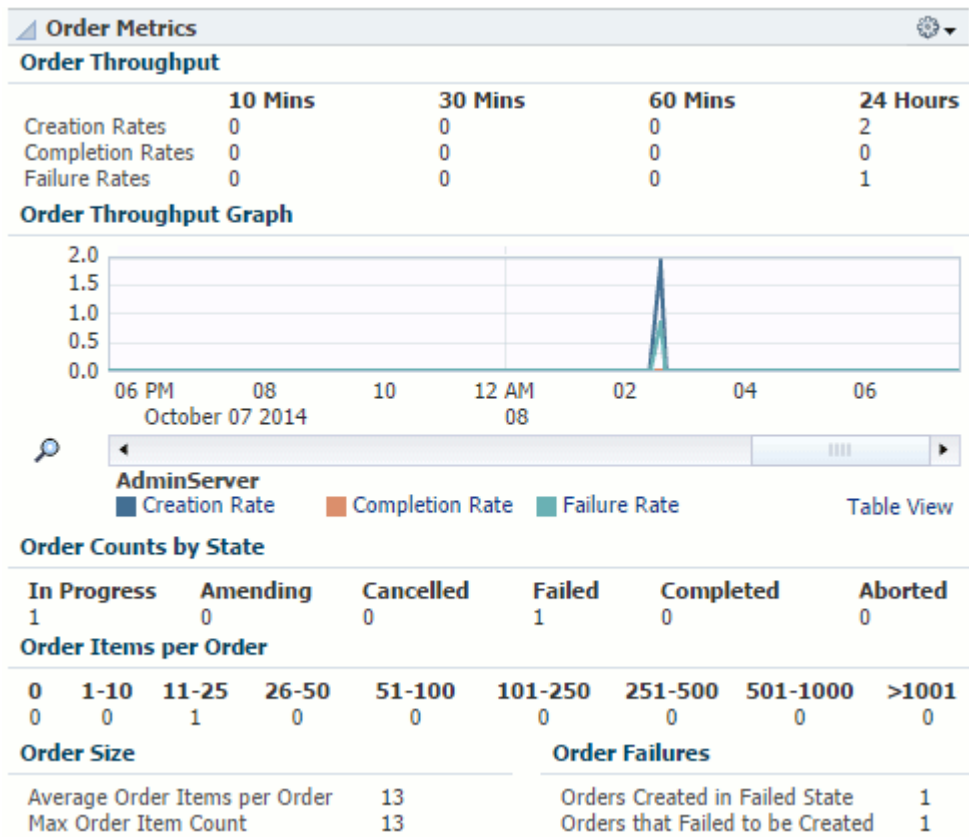 Order Metrics
Order Throughput
10 Mins 30 Mins 60 Mins 24 Hours
Creation Rates 0 0 0 2
Completion Rates 0 0 0 0
Failure Rates 0 0 0 1
Order Throughput Graph
2.0
1.5
1.0
0.5
0.0
06 PM 08 10 12 AM 02 04 06
October 07 2014 08
AdminServer
Creation Rate Completion Rate Failure Rate Table View
Order Counts by State
In Progress Amending Cancelled Failed Completed Aborted
1 0 0 1 0 0
Order Items per Order
0 1-10 11-25 26-50 51-100 101-250 251-500 501-1000 >1001
0 0 1 0 0 0 0 0 0
Order Size Order Failures
Average Order Items per Order 13 Orders Created in Failed State 1
Max Order Item Count 13 Orders that Failed to be Created 1